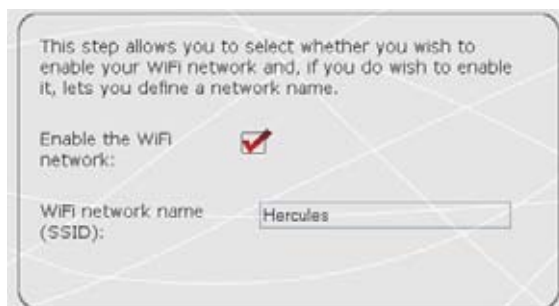 This step allows you to select whether you wish to
enable your WiFi network and, if you do wish to enable
it, lets you define a network name.
Enable the WiFi
network:
WiFi network name
(SSID):
Hercules